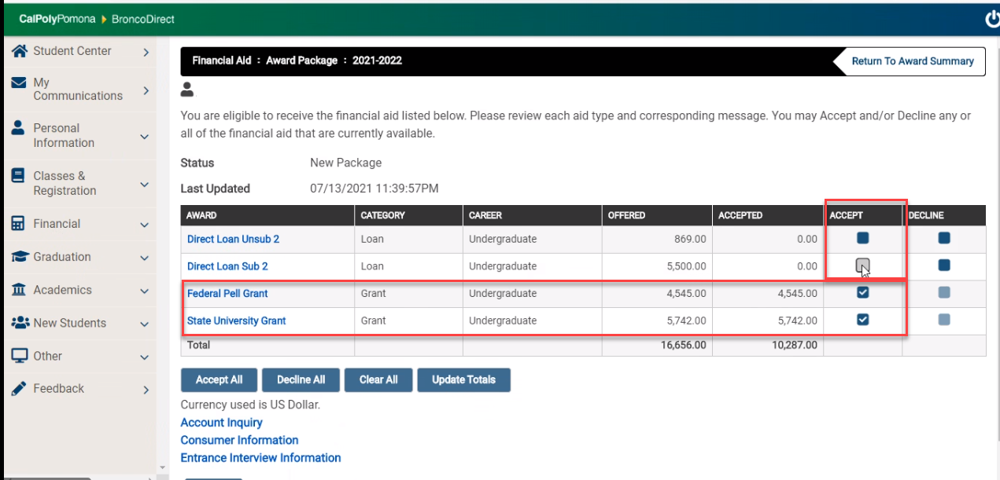 CalPolyPomona BroncoDirect
Student Center
My
Communications
Personal
Information
Classes &
Registration
Financial
Graduation
Academics
New Students
Other
Feedback
Financial Aid : Award Package : 2021-2022
Return To Award Summary
You are eligible to receive the financial aid listed below. Please review each aid type and corresponding message. You may Accept and/or Decline any or
all of the financial aid that are currently available.
Status New Package
Last Updated 07/13/2021 11:39:57PM
AWARD CATEGORY CAREER OFFERED ACCEPTED ACCEPT DECLINE
Direct Loan Unsub 2 Loan Undergraduate 869.00 0.00
Direct Loan Sub 2 Loan Undergraduate 5,500.00 0.00
Federal Pell Grant Grant Undergraduate 4,545.00 4,545.00
State University Grant Grant Undergraduate 5,742.00 5,742.00
Total 16,656.00 10,287.00
Accept All Decline All Clear All Update Totals
Currency used is US Dollar.
Account Inquiry
Consumer Information
Entrance Interview Information